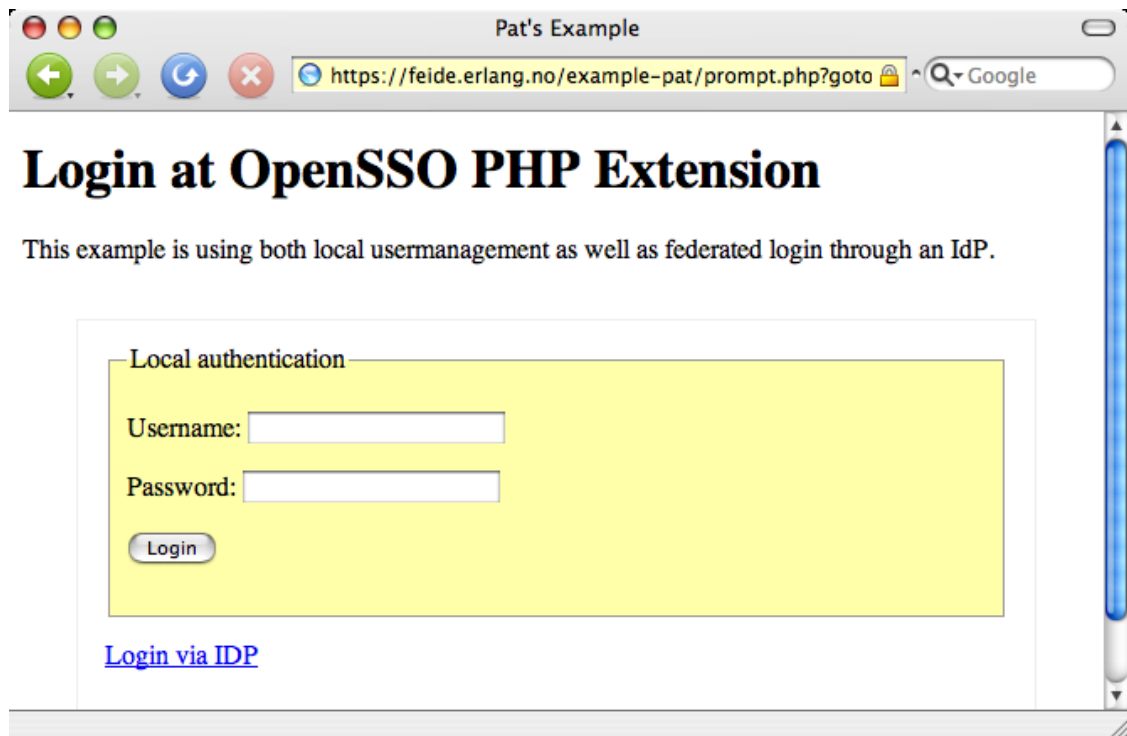 Pat's Example
https://feide.erlang.no/example-pat/prompt.php?goto
Google
Login at OpenSSO PHP Extension
This example is using both local usermanagement as well as federated login through an IdP.
Local authentication
Username:
Password:
Login
Login via IDP